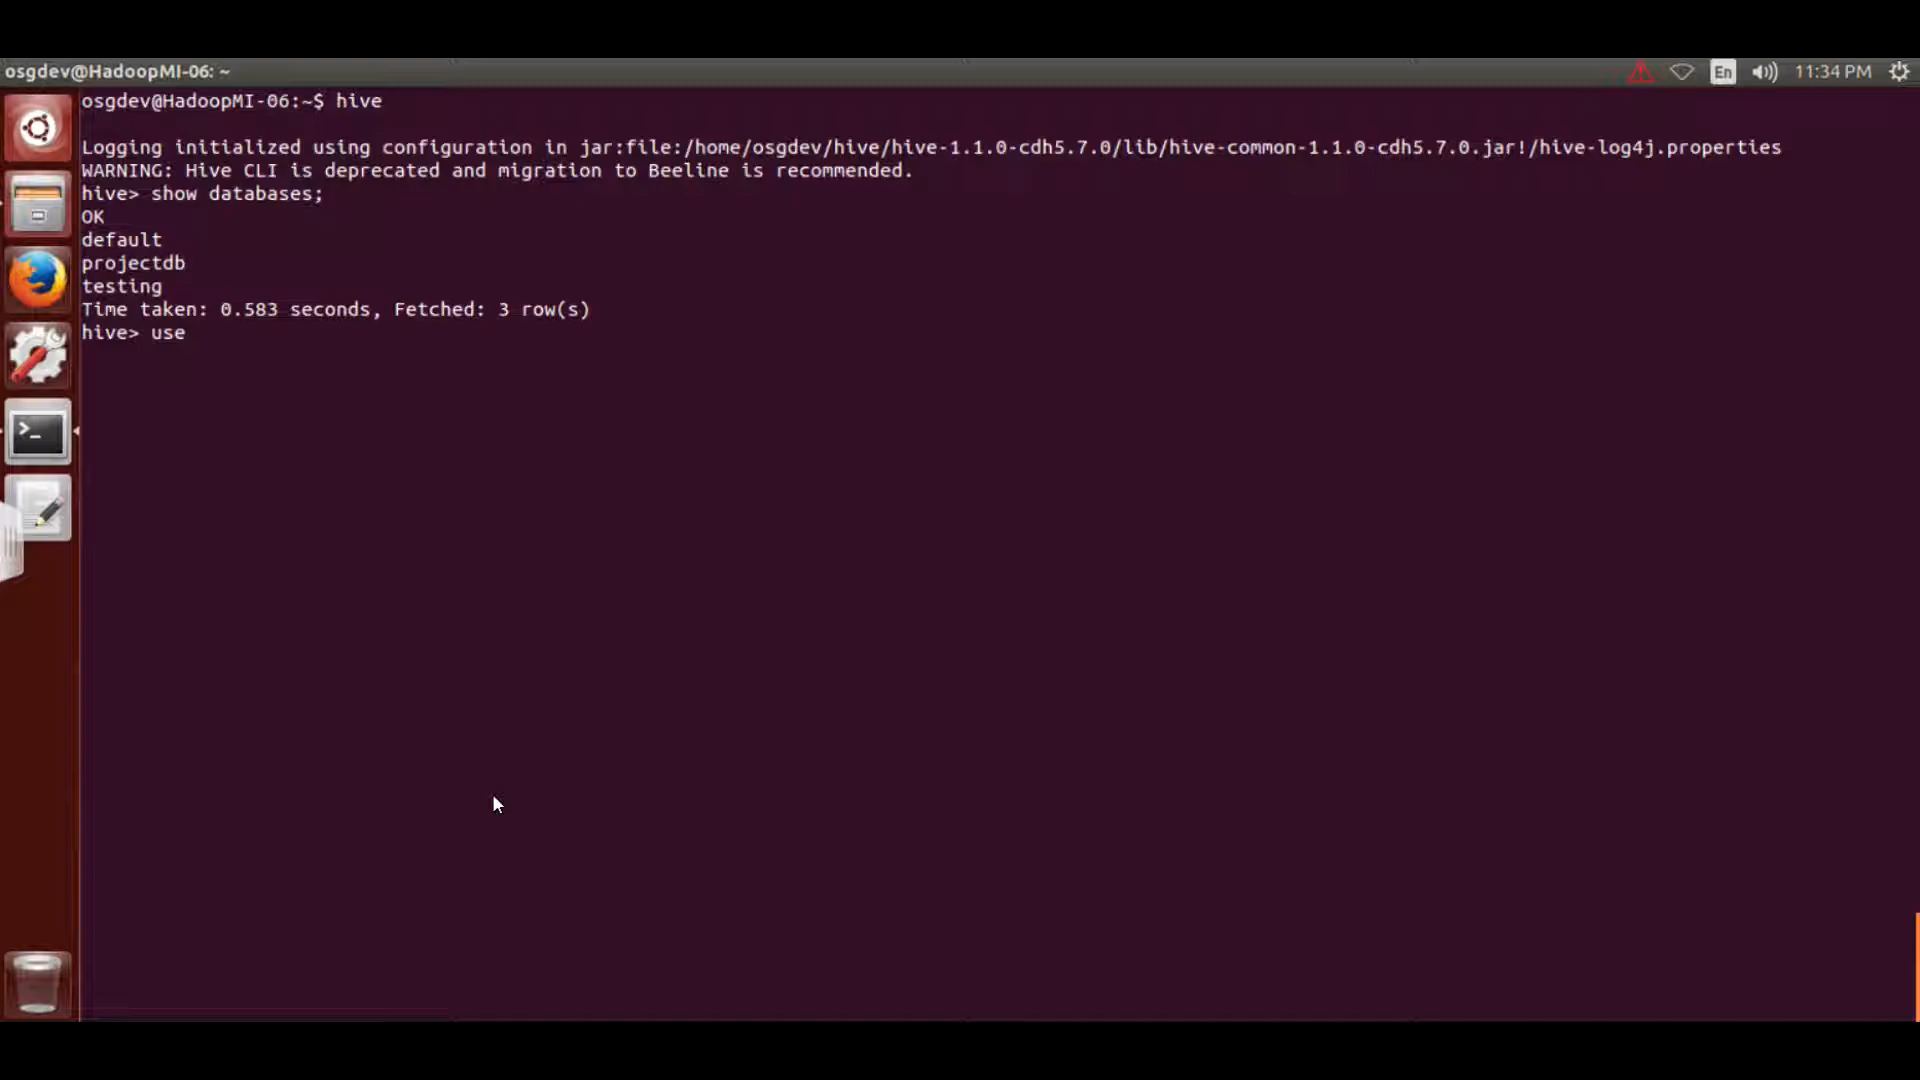 osgdev@HadoopMI-06: ~
En
11:34 PM
osgdev@HadoopMI-06:~$ hive
Logging initialized using configuration in jar:file:/home/osgdev/hive/hive-1.1.0-cdh5.7.0/lib/hive-common-1.1.0-cdh5.7.0.jar!/hive-log4j.properties
WARNING: Hive CLI is deprecated and migration to Beeline is recommended.
hive> show databases;
OK
default
projectdb
testing
Time taken: 0.583 seconds, Fetched: 3 row(s)
hive> use